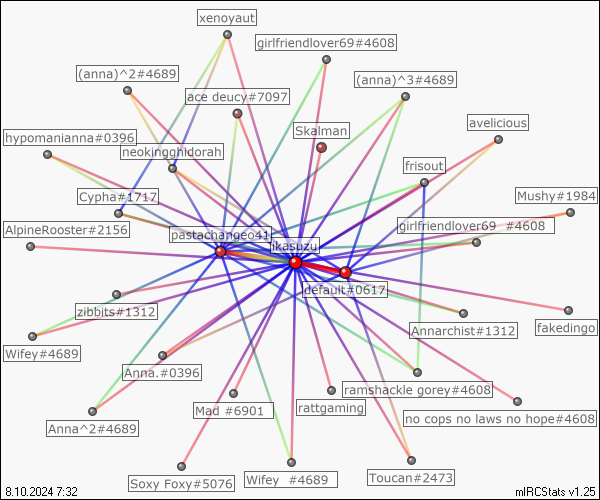 xenoyaut
girlfriendlover69#4608
(anna)^2#4689
(anna)^3#4689
ace deucy#7097
avelicious
Skalman
hypomanianna#0396
neokingghidorah
frisout
Cypha#1717
Mushy#1984
AlpineRooster#2156
pastachangeo41
girlfriendlover69_#4608
ikasuzu
default#0617
zibbits#1312
Annarchist#1312
fakedingo
Wifey#4689
Anna.#0396
ramshackle gorey#4608
Mad #6901
rattgaming
no cops no laws no hope#4608
Anna^2#4689
Soxy Foxy#5076
Wifey_ #4689
Toucan#2473
8.10.2024 7:32
mIRCStats v1.25